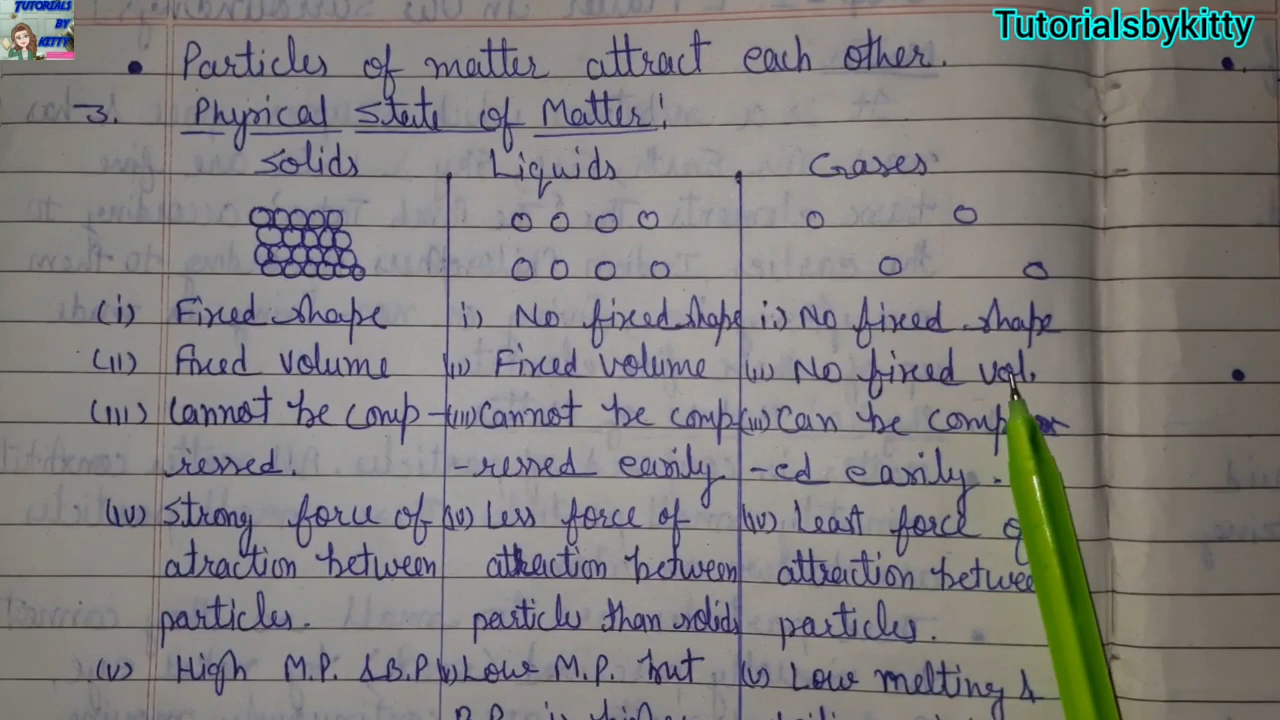 TUTORIALS
BY
KITTY
Tutorialsbykitty
• Particles of matter attract each other.
3. Physical State of Matter:
Solids Liquids Gases
(i) Fixed shape i) No fixed shape i) No fixed shape
(ii) Fixed volume (ii) Fixed volume (ii) No fixed vol.
(iii) Cannot be comp- (iii) Cannot be comp (iii) Can be comp
ressed. -ressed easily -ed easily.
(iv) Strong force of (iv) Less force of (iv) Least force
atraction between attraction between attraction betwee
particles. particle than solids particles.
(v) High M.P. & B.P (v) Low M.P. but (v) Low melting &